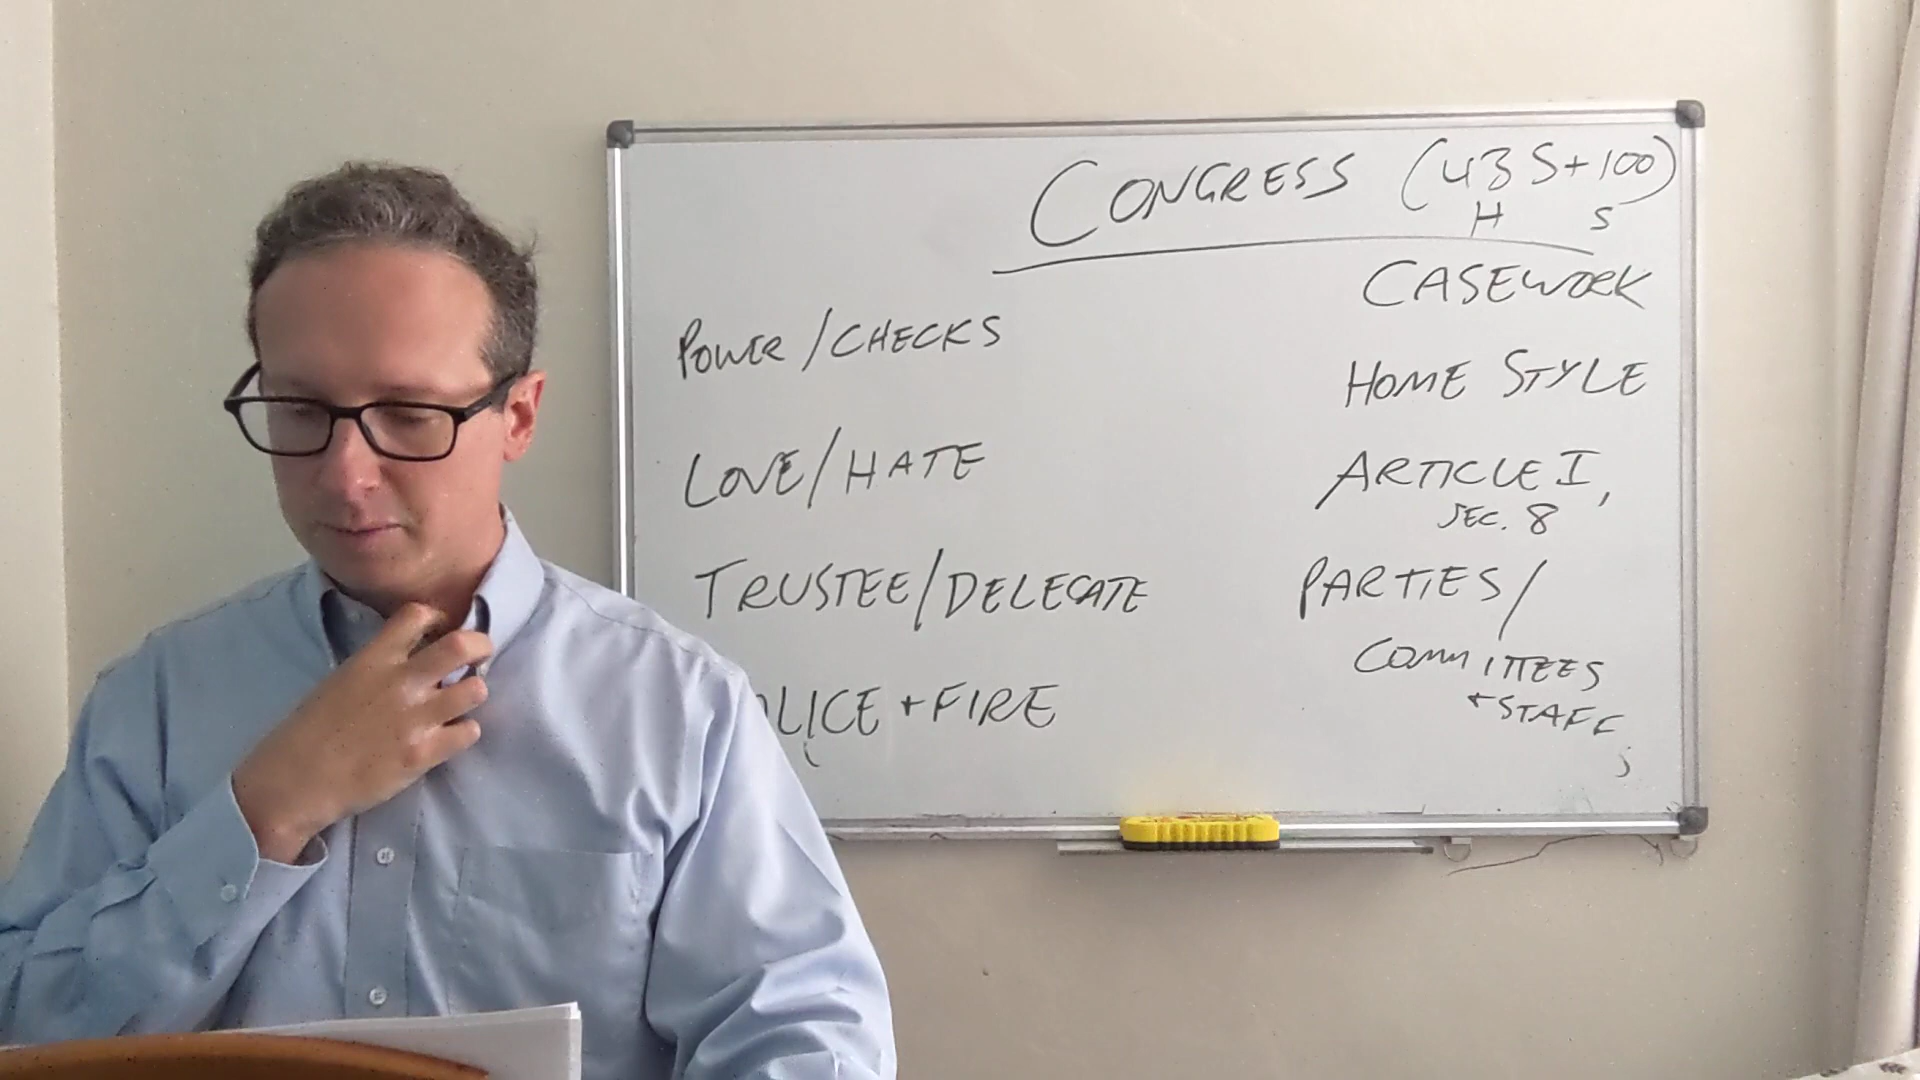 CONGRESS (435+100)
H S
CASEWORK
POWER/CHECKS
HOME STYLE
LOVE/HATE
ARTICLE I,
SEC. 8
TRUSTEE/DELEGATE
PARTIES/
COMMITTEES
+ STAFF
OLICE + FIRE